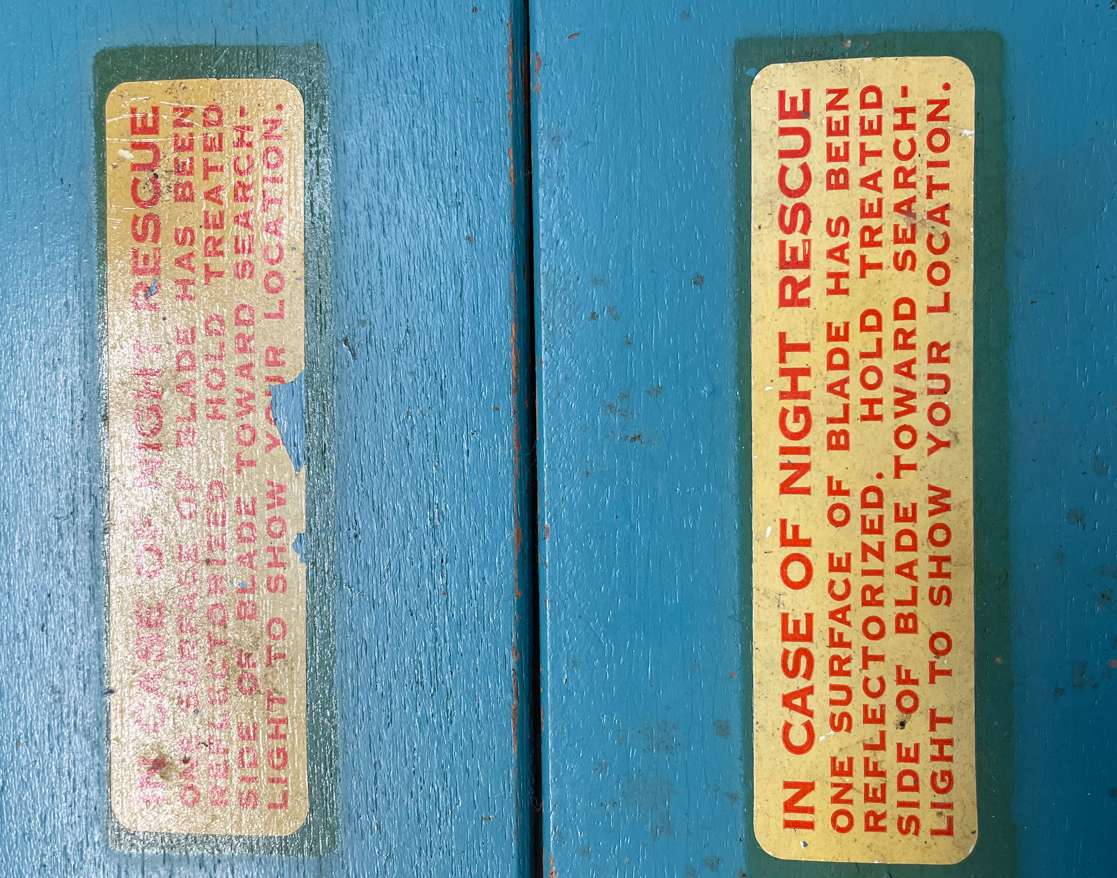 IN CASE OF NIGHT RESCUE
ONE SURFACE OF BLADE HAS BEEN
REFLECTORIZED. HOLD TREATED
SIDE OF BLADE TOWARD SEARCH-
LIGHT TO SHOW YOUR LOCATION.
IN CASE OF NIGHT RESCUE
ONE SURFACE OF BLADE HAS BEEN
REFLECTORIZED. HOLD TREATED
SIDE OF BLADE TOWARD SEARCH-
LIGHT TO SHOW YOUR LOCATION.